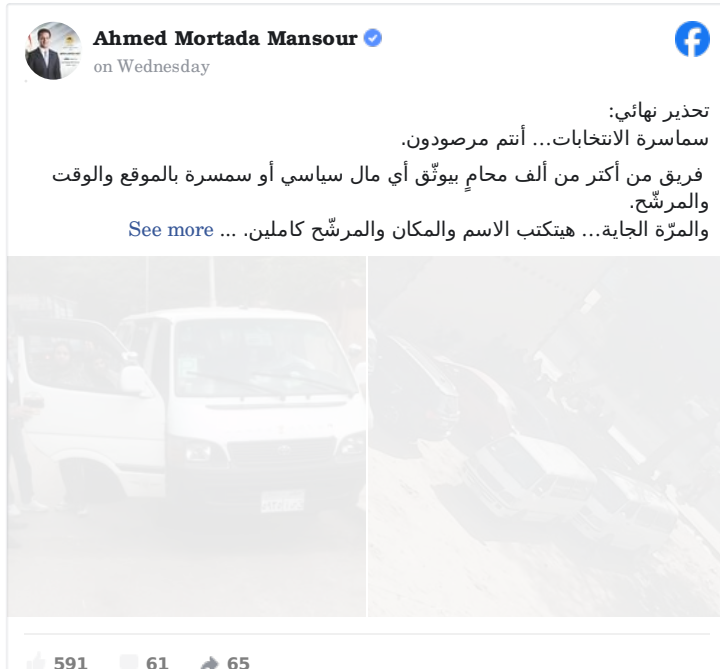 Ahmed Mortada Mansour
on Wednesday
تحذير نهائي:
سماسرة الانتخابات... أنتم مرصودون.
فريق من أكتر من ألف محامٍ بيوثّق أي مال سياسي أو سمسرة بالموقع والوقت
والمرشّح.
والمرّة الجاية... هيتكتب الاسم والمكان والمرشّح كاملين. ... See more
591 61 65